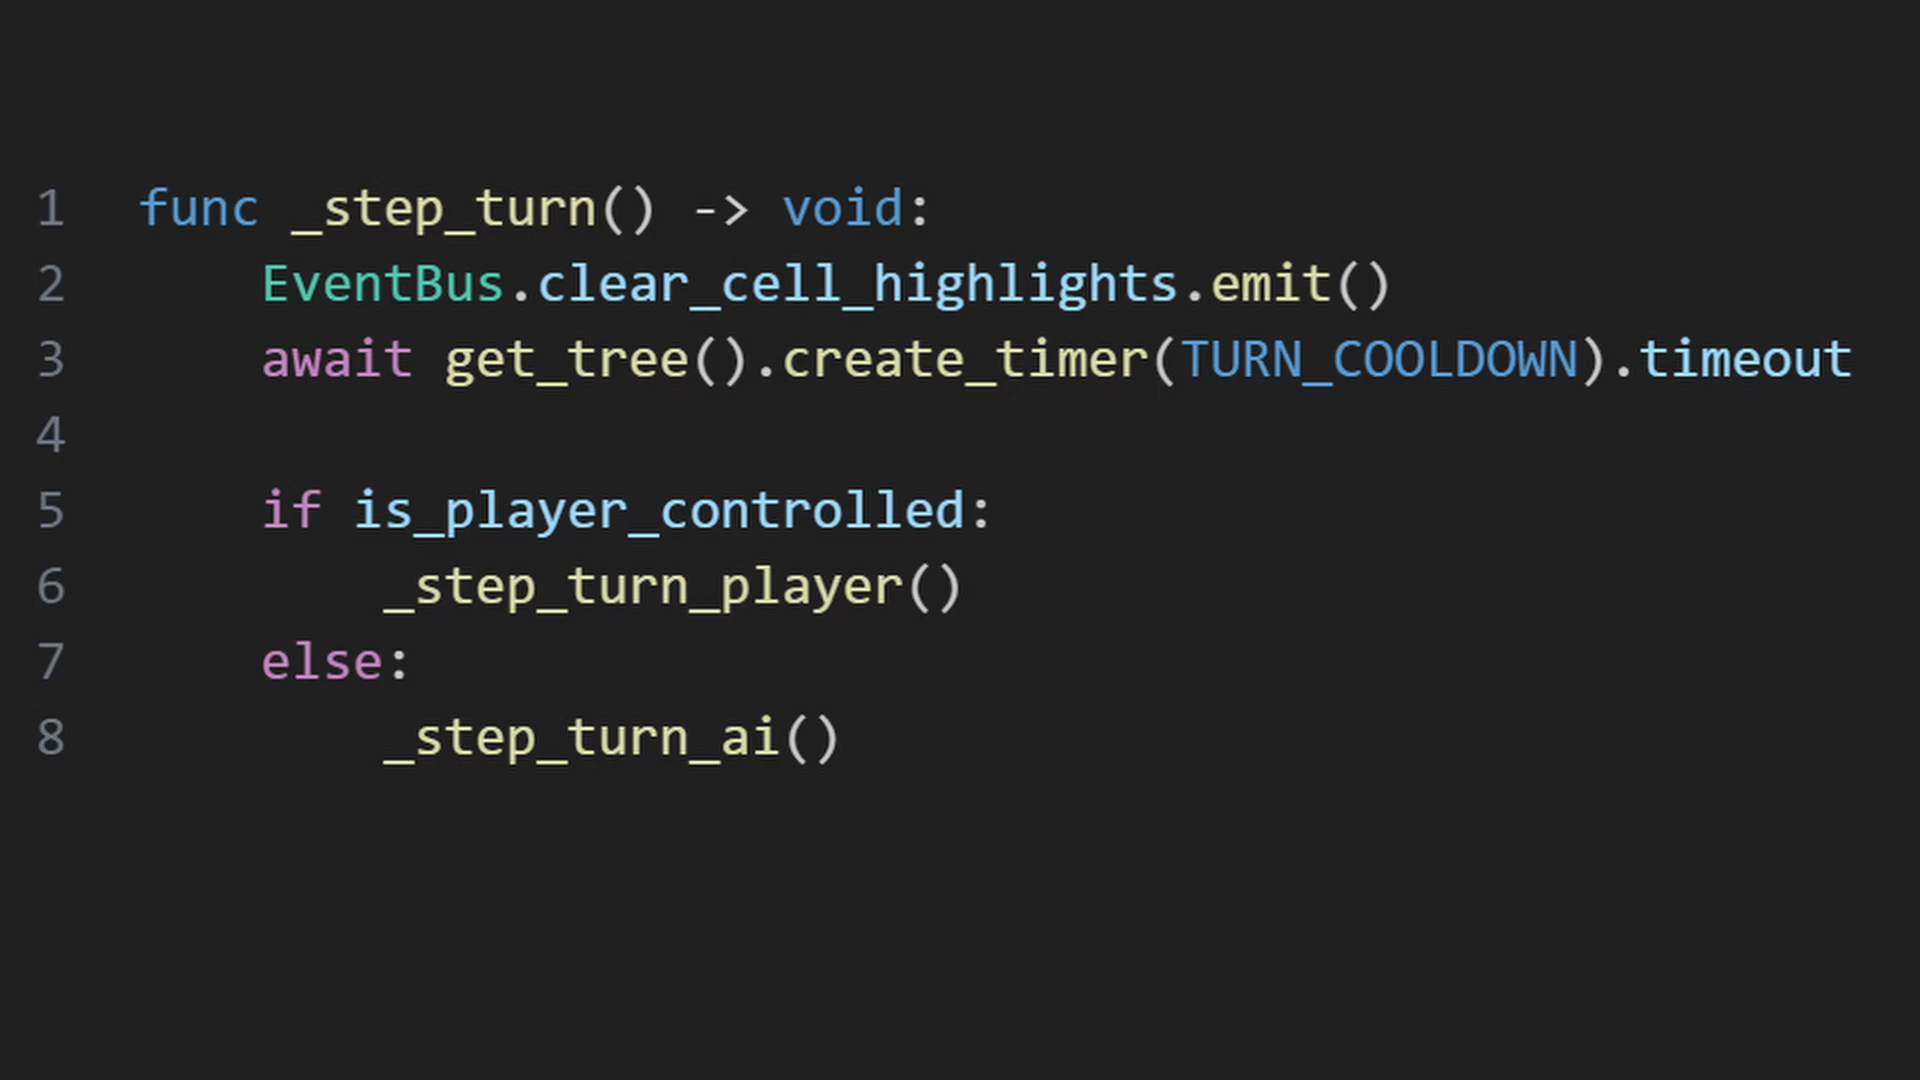 1 func _step_turn() -> void:
2     EventBus.clear_cell_highlights.emit()
3     await get_tree().create_timer(TURN_COOLDOWN).timeout
4
5     if is_player_controlled:
6         _step_turn_player()
7     else:
8         _step_turn_ai()